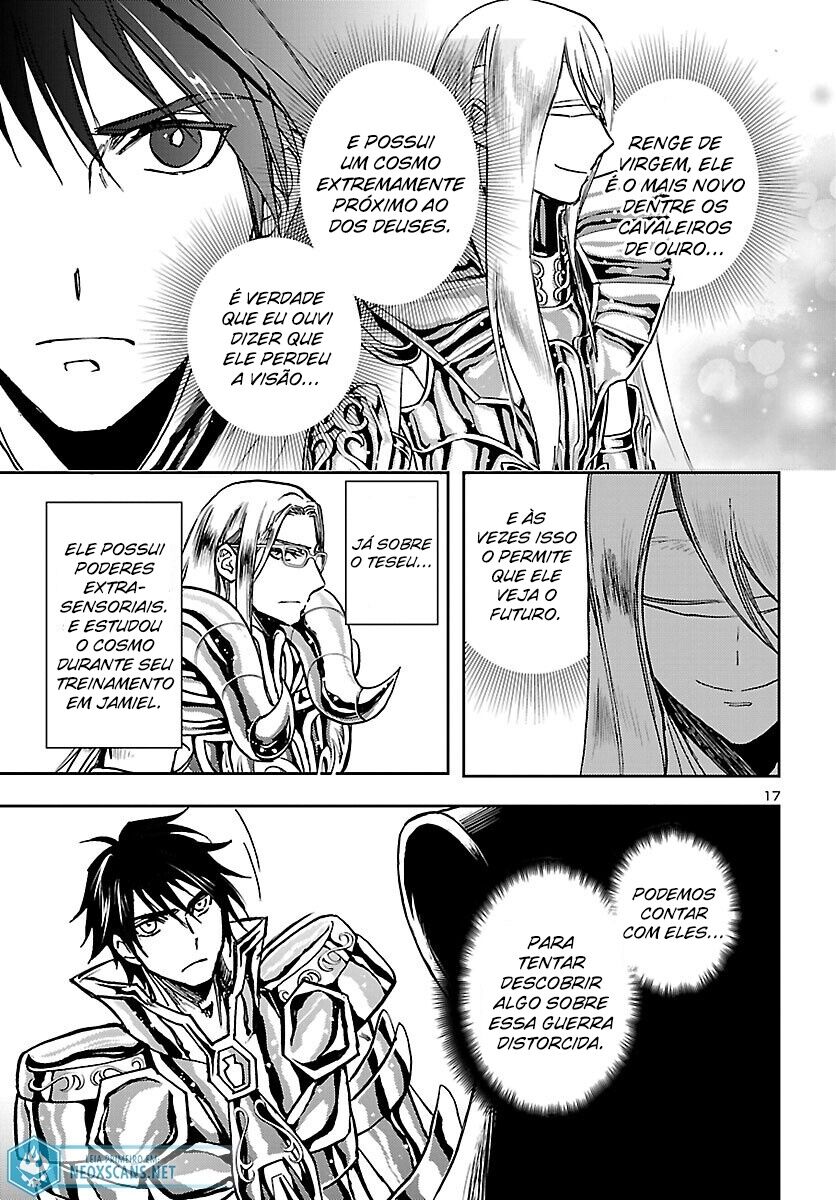 RENGE DE
VIRGEM, ELE
É O MAIS NOVO
DENTRE OS
CAVALEIROS
DE OURO...
E POSSUI
UM COSMO
EXTREMAMENTE
PRÓXIMO AO
DOS DEUSES.
É VERDADE
QUE EU OUVI
DIZER QUE
ELE PERDEU
A VISÃO...
E ÀS
VEZES ISSO
O PERMITE
QUE ELE
VEJA O
FUTURO.
JÁ SOBRE
O TESEU...
ELE POSSUI
PODERES
EXTRA-
SENSORIAIS.
E ESTUDOU
O COSMO
DURANTE SEU
TREINAMENTO
EM JAMIEL.
17
PODEMOS
CONTAR
COM ELES...
PARA
TENTAR
DESCOBRIR
ALGO SOBRE
ESSA GUERRA
DISTORCIDA.
LEIA PRIMEIRO EM
NEOXSCANS.NET